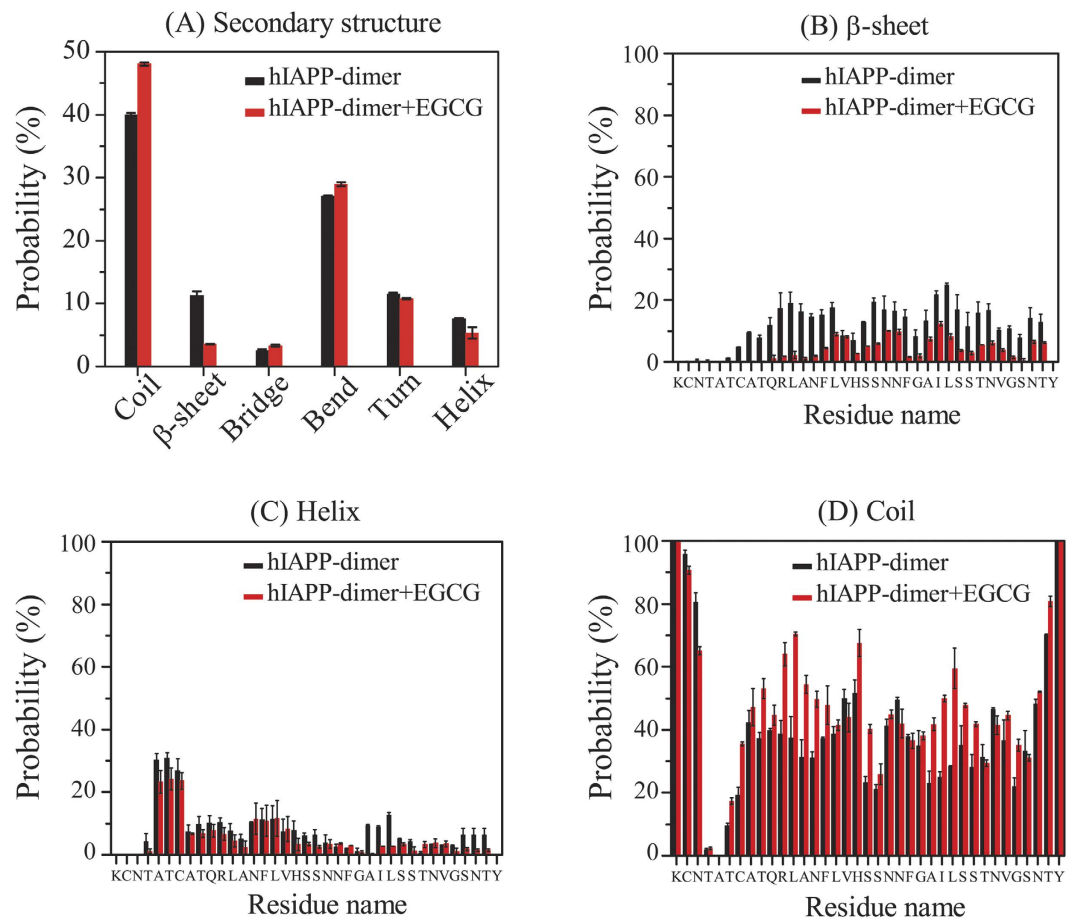 (A) Secondary structure
50
40
30
20
10
0
Probability (%)
hIAPP-dimer
hIAPP-dimer+EGCG
Coil
β-sheet
Bridge
Bend
Turn
Helix
(B) β-sheet
100
80
60
40
20
0
Probability (%)
hIAPP-dimer
hIAPP-dimer+EGCG
KCNTATCATQRLANFLVHSSNNFGAILSSTNVGSNTY
Residue name
(C) Helix
100
80
60
40
20
0
Probability (%)
hIAPP-dimer
hIAPP-dimer+EGCG
KCNTATCATQRLANFLVHSSNNFGAILSSTNVGSNTY
Residue name
(D) Coil
100
80
60
40
20
0
Probability (%)
hIAPP-dimer
hIAPP-dimer+EGCG
KCNTATCATQRLANFLVHSSNNFGAILSSTNVGSNTY
Residue name